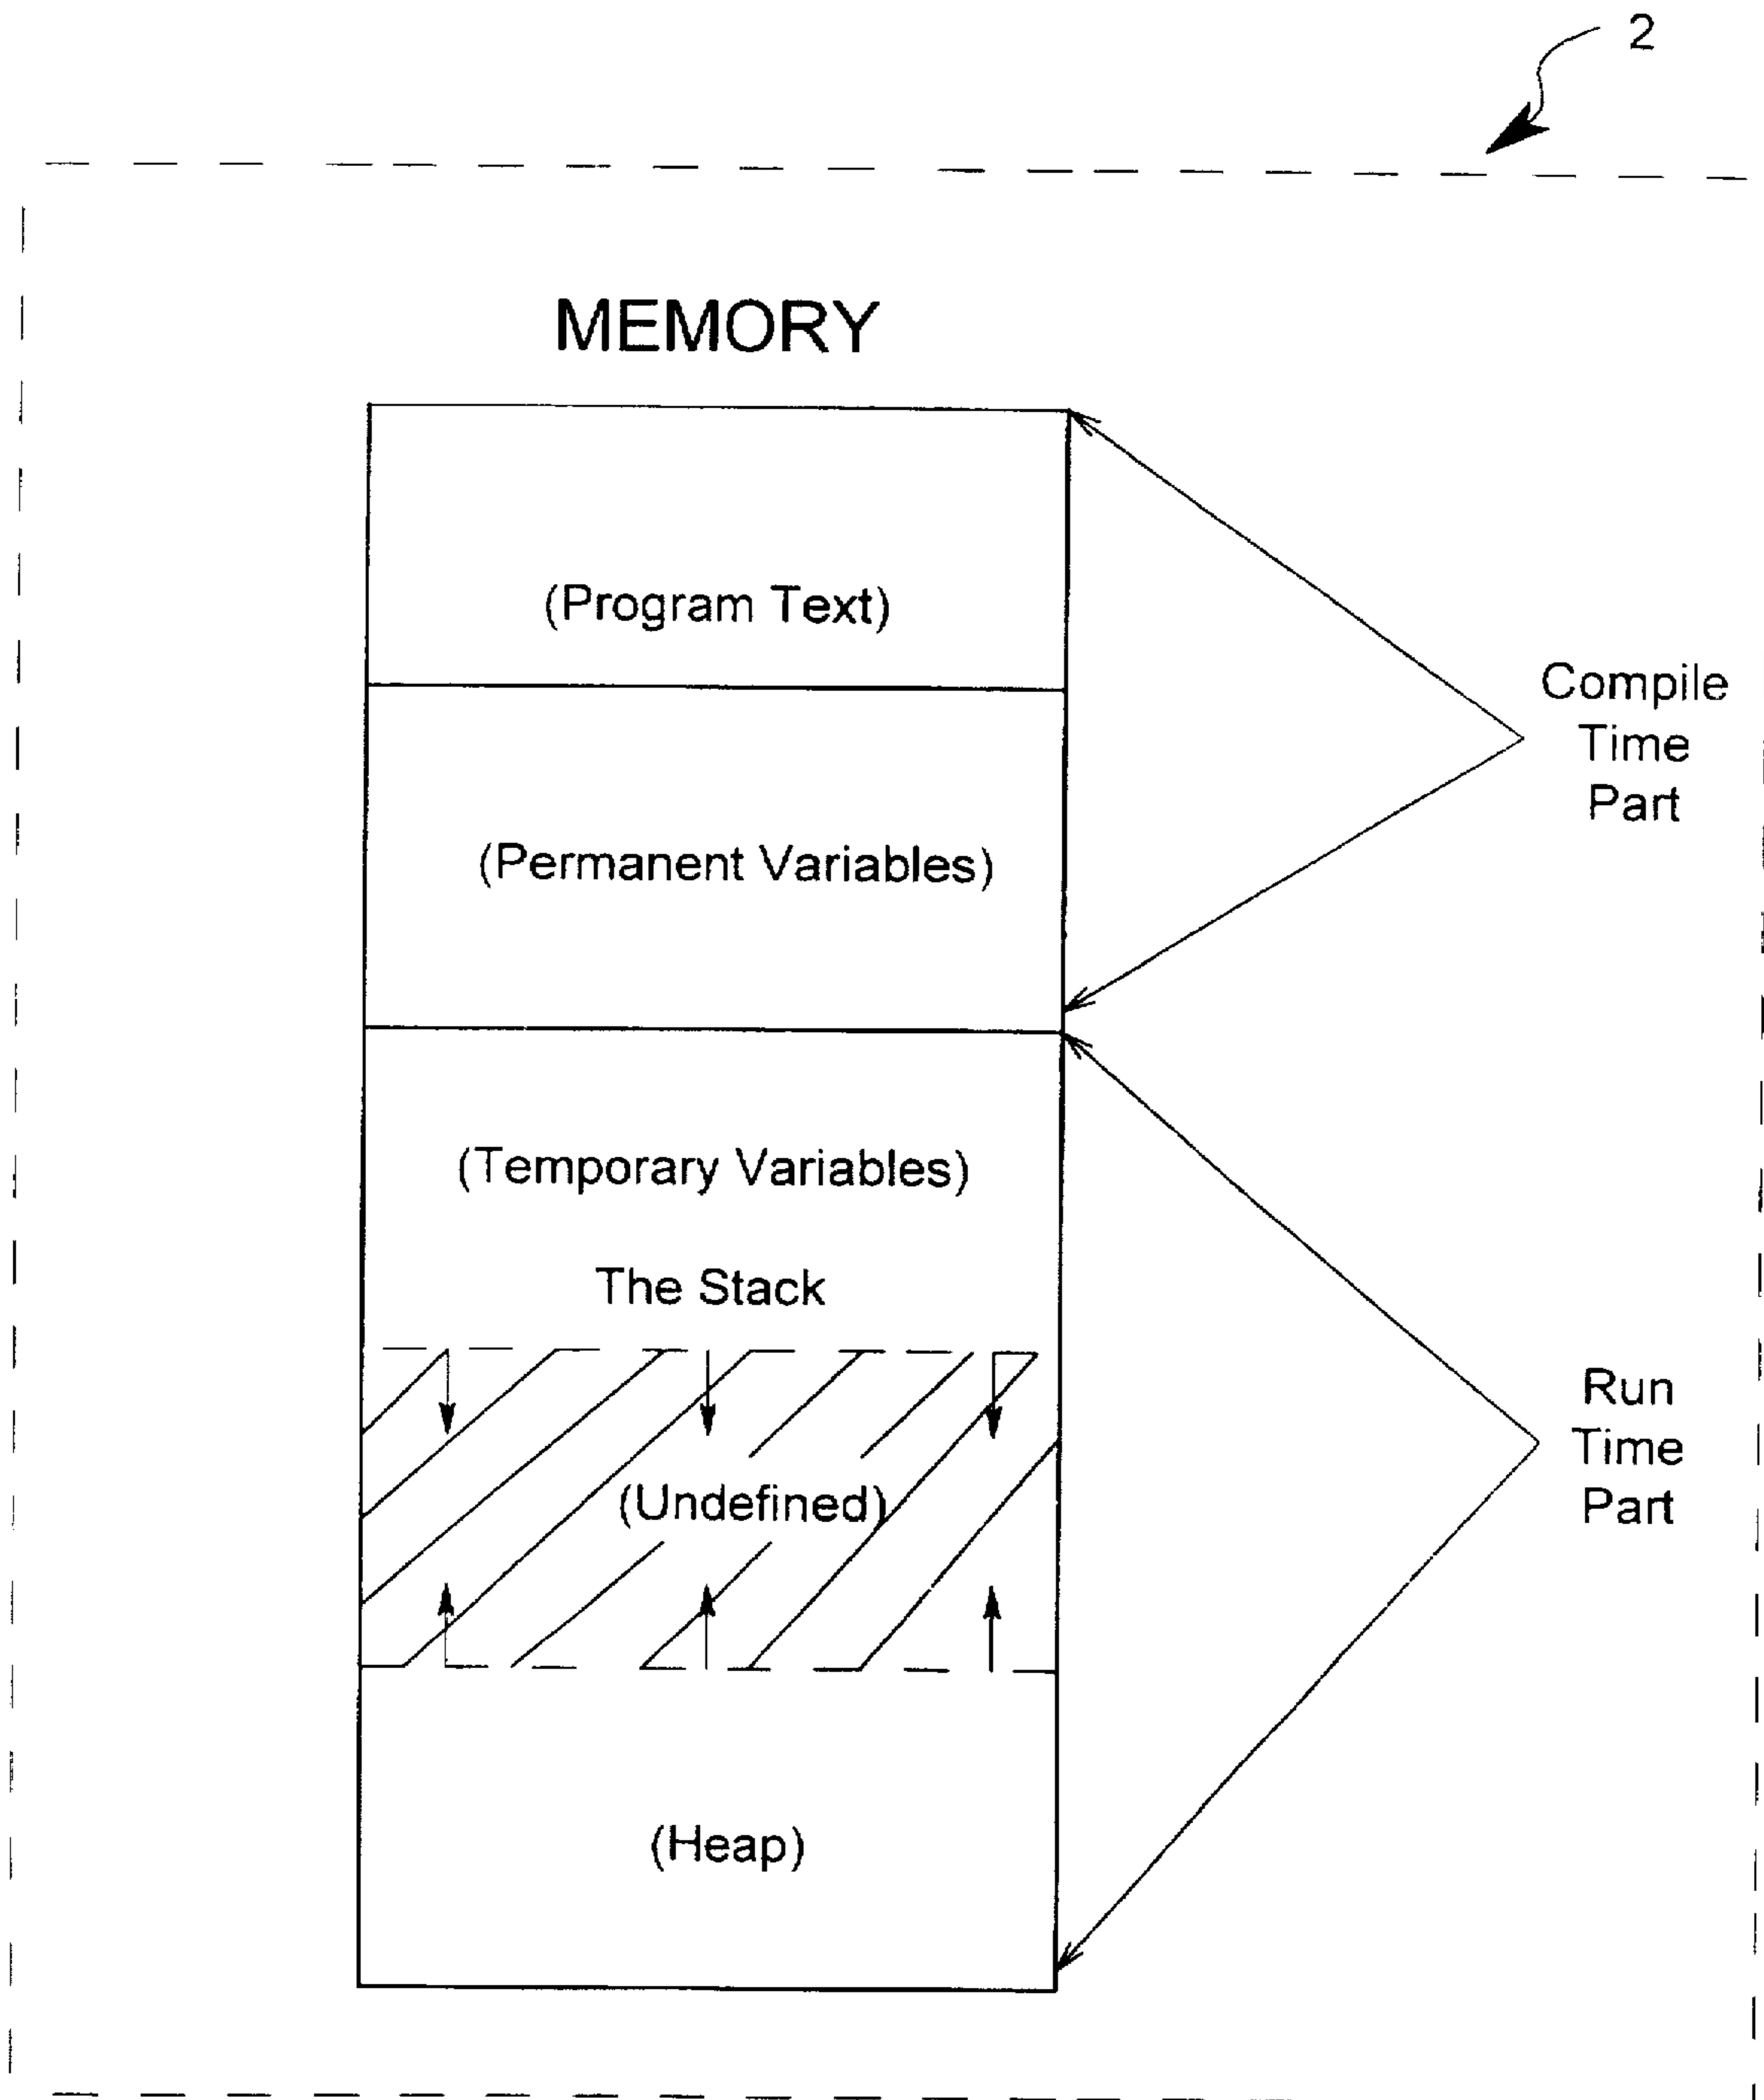 2
MEMORY
(Program Text)
Compile
Time
Part
(Permanent Variables)
(Temporary Variables)
The Stack
(Undefined)
Run
Time
Part
(Heap)